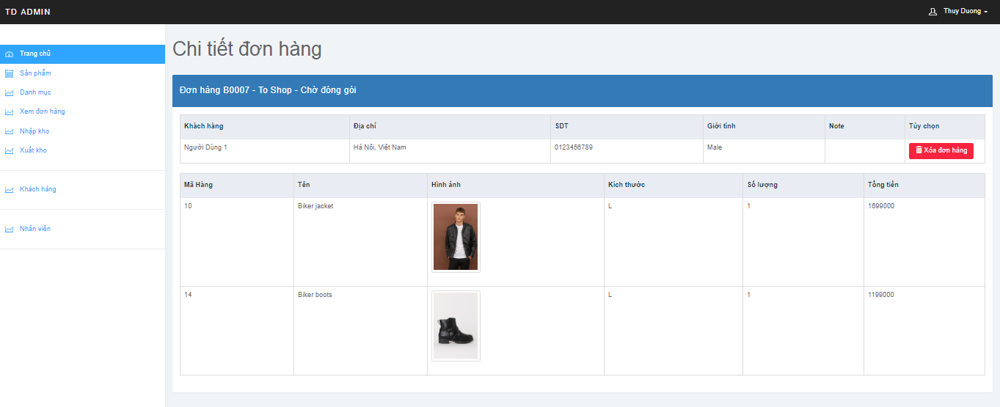 TD ADMIN
Thuy Duong
Trang chủ
Sản phẩm
Danh mục
Xem đơn hàng
Nhập kho
Xuất kho
Khách hàng
Nhân viên
Chi tiết đơn hàng
Đơn hàng B0007 - To Shop - Chờ đóng gói
Khách hàng Địa chỉ SDT Giới tính Note Tùy chọn
Người Dùng 1 Hà Nôi, Việt Nam 0123456789 Male Xóa đơn hàng
Mã Hàng Tên Hình ảnh Kích thước Số lượng Tổng tiền
10 Biker jacket L 1 1699000
14 Biker boots L 1 1199000